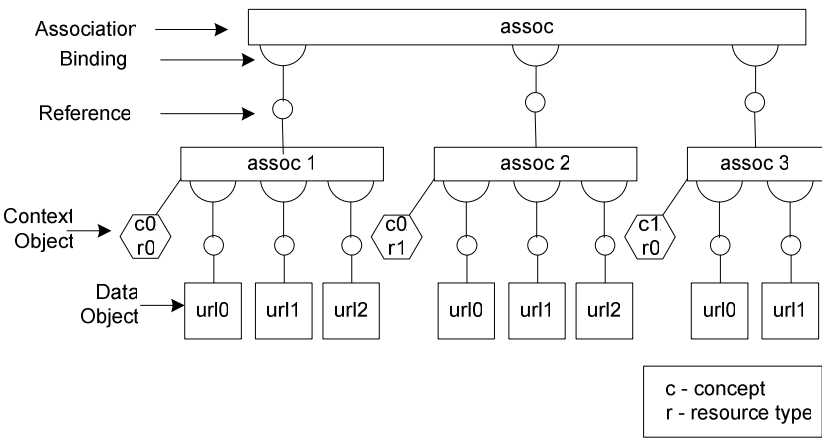 Association
assoc
Binding
Reference
assoc 1
assoc 2
assoc 3
Context
Object
c0
r0
c0
r1
c1
r0
Data
Object
url0
url1
url2
url0
url1
url2
url0
url1
c - concept
r - resource type